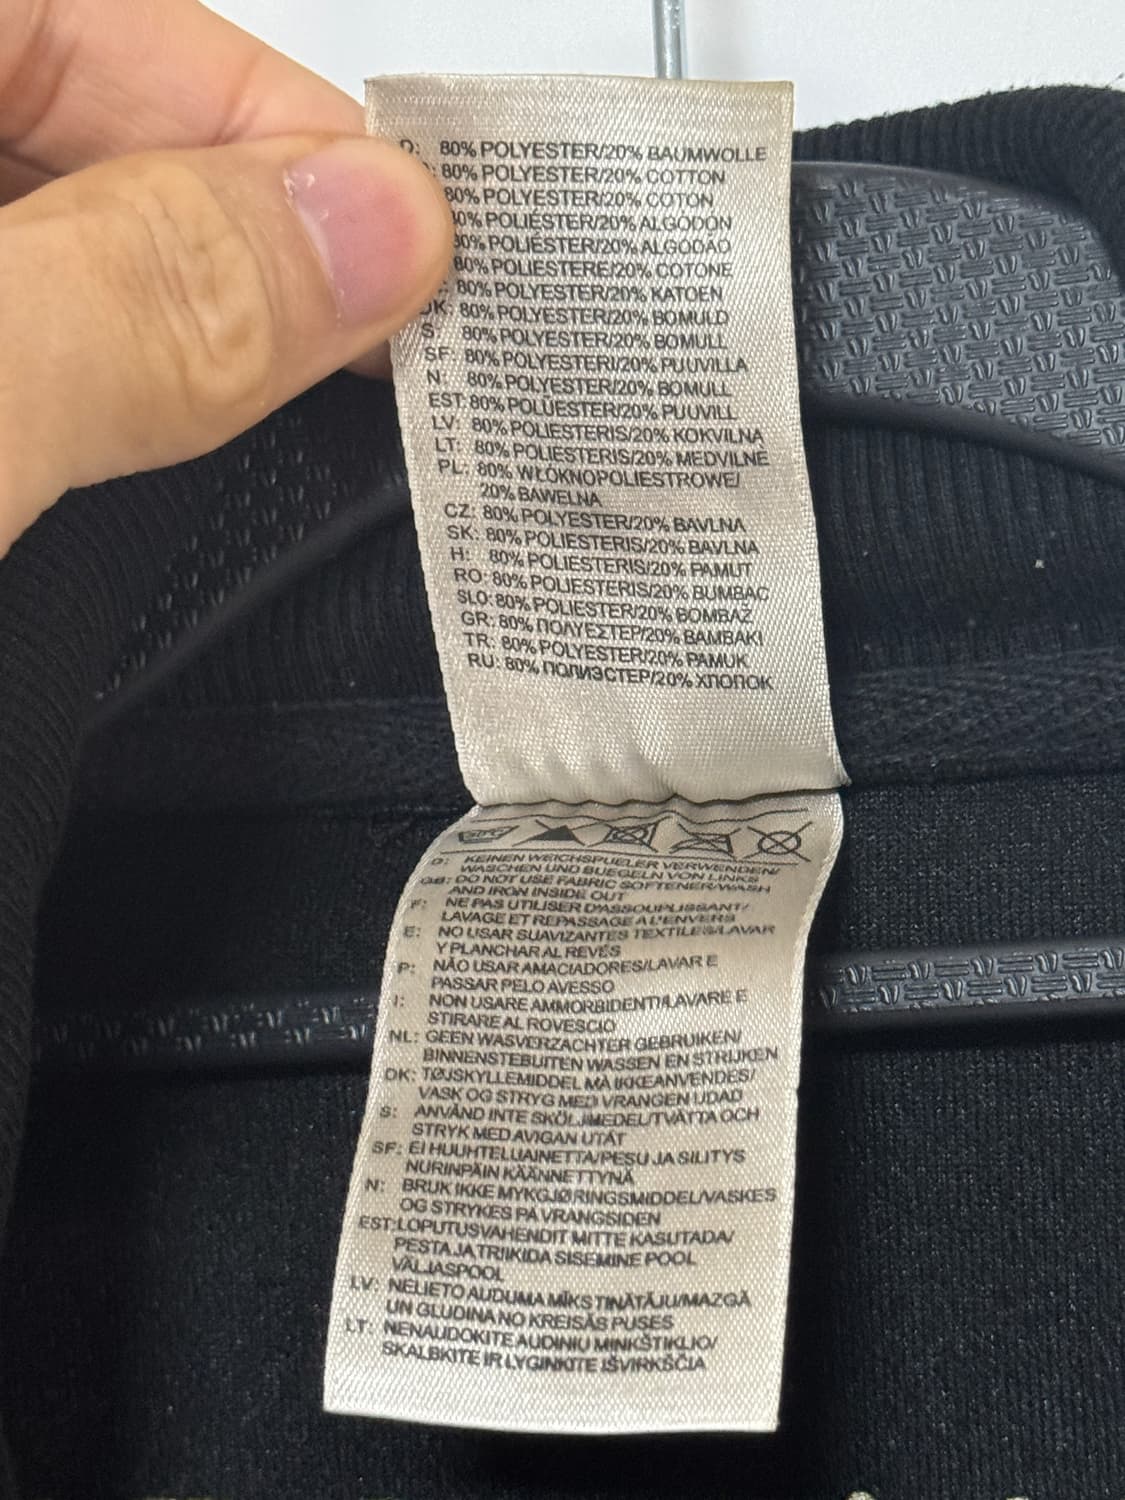 D: 80% POLYESTER/20% BAUMWOLLE
: 80% POLYESTER/20% COTTON
80% POLYESTER/20% COTON
80% POLIÉSTER/20% ALGODÓN
80% POLIÉSTER/20% ALGODÃO
80% POLIESTERE/20% COTONE
: 80% POLYESTER/20% KATOEN
DK: 80% POLYESTER/20% BOMULD
S: 80% POLYESTER/20% BOMULL
SF: 80% POLYESTERI/20% PUUVILLA
N: 80% POLYESTER/20% BOMULL
EST: 80% POLÜESTER/20% PUUVILL
LV: 80% POLIESTERIS/20% KOKVILNA
LT: 80% POLIESTERIS/20% MEDVILNĖ
PL: 80% WŁOKNOPOLIESTROWE/
20% BAWELNA
CZ: 80% POLYESTER/20% BAVLNA
SK: 80% POLIESTERIS/20% BAVLNA
H: 80% POLIESTERIS/20% PAMUT
RO: 80% POLIESTERIS/20% BUMBAC
SLO: 80% POLIESTER/20% BOMBAŽ
GR: 80% ΠΟΛΥΕΣΤΕΡ/20% ΒΑΜΒΑΚΙ
TR: 80% POLYESTER/20% PAMUK
RU: 80% ПОЛИЭСТЕР/20% ХЛОПОК
D: KEINEN WEICHSPUELER VERWENDEN/
WASCHEN UND BUEGELN VON LINKS
GB: DO NOT USE FABRIC SOFTENER/WASH
AND IRON INSIDE OUT
F: NE PAS UTILISER D'ASSOUPLISSANT/
LAVAGE ET REPASSAGE A L'ENVERS
E: NO USAR SUAVIZANTES TEXTILES/LAVAR
Y PLANCHAR AL REVÉS
P: NÃO USAR AMACIADORES/LAVAR E
PASSAR PELO AVESSO
I: NON USARE AMMORBIDENTI/LAVARE E
STIRARE AL ROVESCIO
NL: GEEN WASVERZACHTER GEBRUIKEN/
BINNENSTEBUITEN WASSEN EN STRIJKEN
DK: TØJSKYLLEMIDDEL MÅ IKKEANVENDES/
VASK OG STRYG MED VRANGEN UDAD
S: ANVÄND INTE SKÖLJMEDEL/TVÄTTA OCH
STRYK MED AVIGAN UTÅT
SF: EI HUUHTELUAINETTA/PESU JA SILITYS
NURINPÄIN KÄÄNNETTYNÄ
N: BRUK IKKE MYKGJØRINGSMIDDEL/VASKES
OG STRYKES PÅ VRANGSIDEN
EST: LOPUTUSVAHENDIT MITTE KASUTADA/
PESTA JA TRIIKIDA SISEMINE POOL
VÄLJASPOOL
LV: NELIETO AUDUMA MĪKSTINĀTĀJU/MAZGĀ
UN GLUDINA NO KREISĀS PUSES
LT: NENAUDOKITE AUDINIU MINKŠTIKLIO/
SKALBKITE IR LYGINKITE IŠVIRKŠČIA